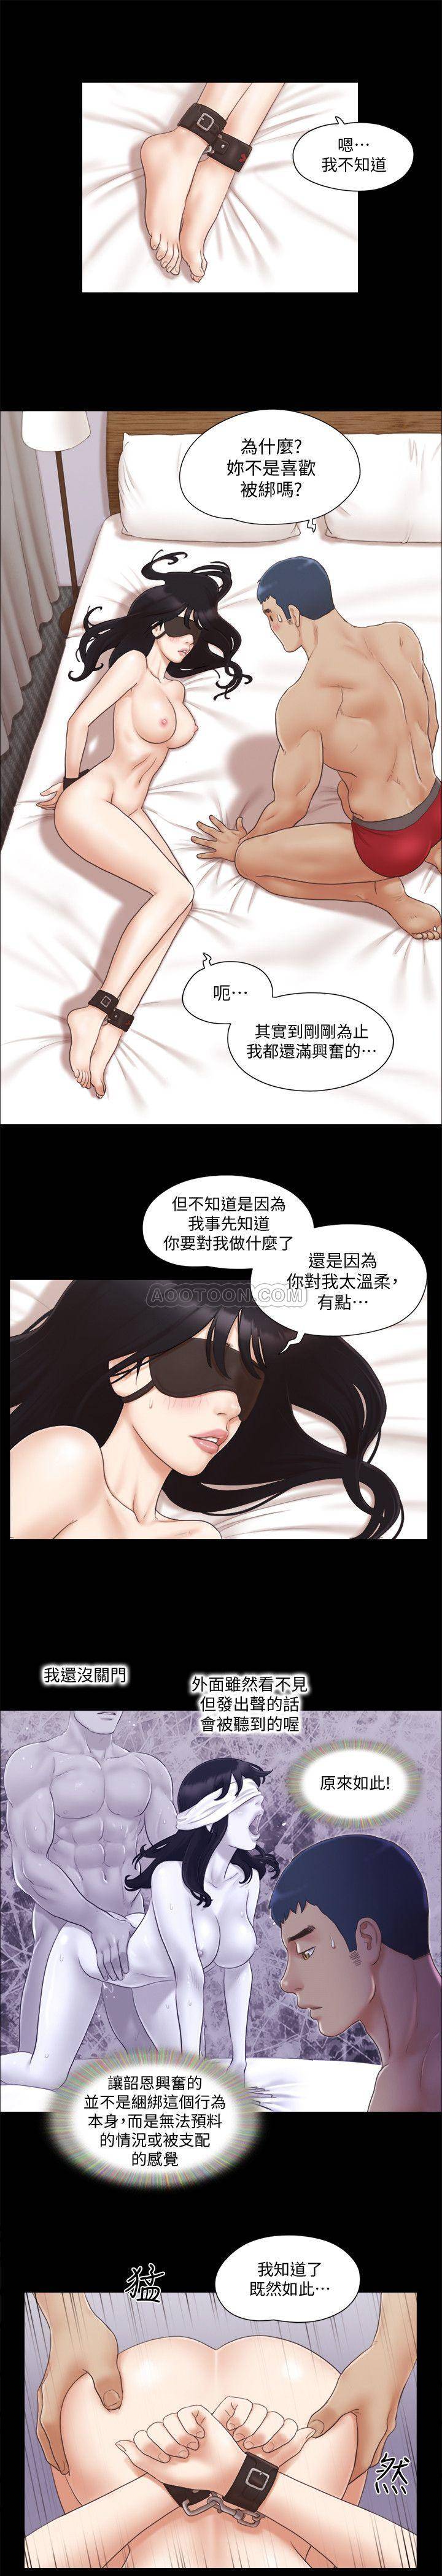 嗯…
我不知道
為什麼?
妳不是喜歡
被綁嗎?
呃…
其實到剛剛為止
我都還滿興奮的…
但不知道是因為
我事先知道
你要對我做什麼了
還是因為
你對我太溫柔，
有點…
AOOTOON.COM
我還沒關門
外面雖然看不見
但發出聲的話
會被聽到的喔
原來如此!
讓韶恩興奮的
並不是綑綁這個行為
本身，而是無法預料
的情況或被支配
的感覺
我知道了
既然如此…
猛
然